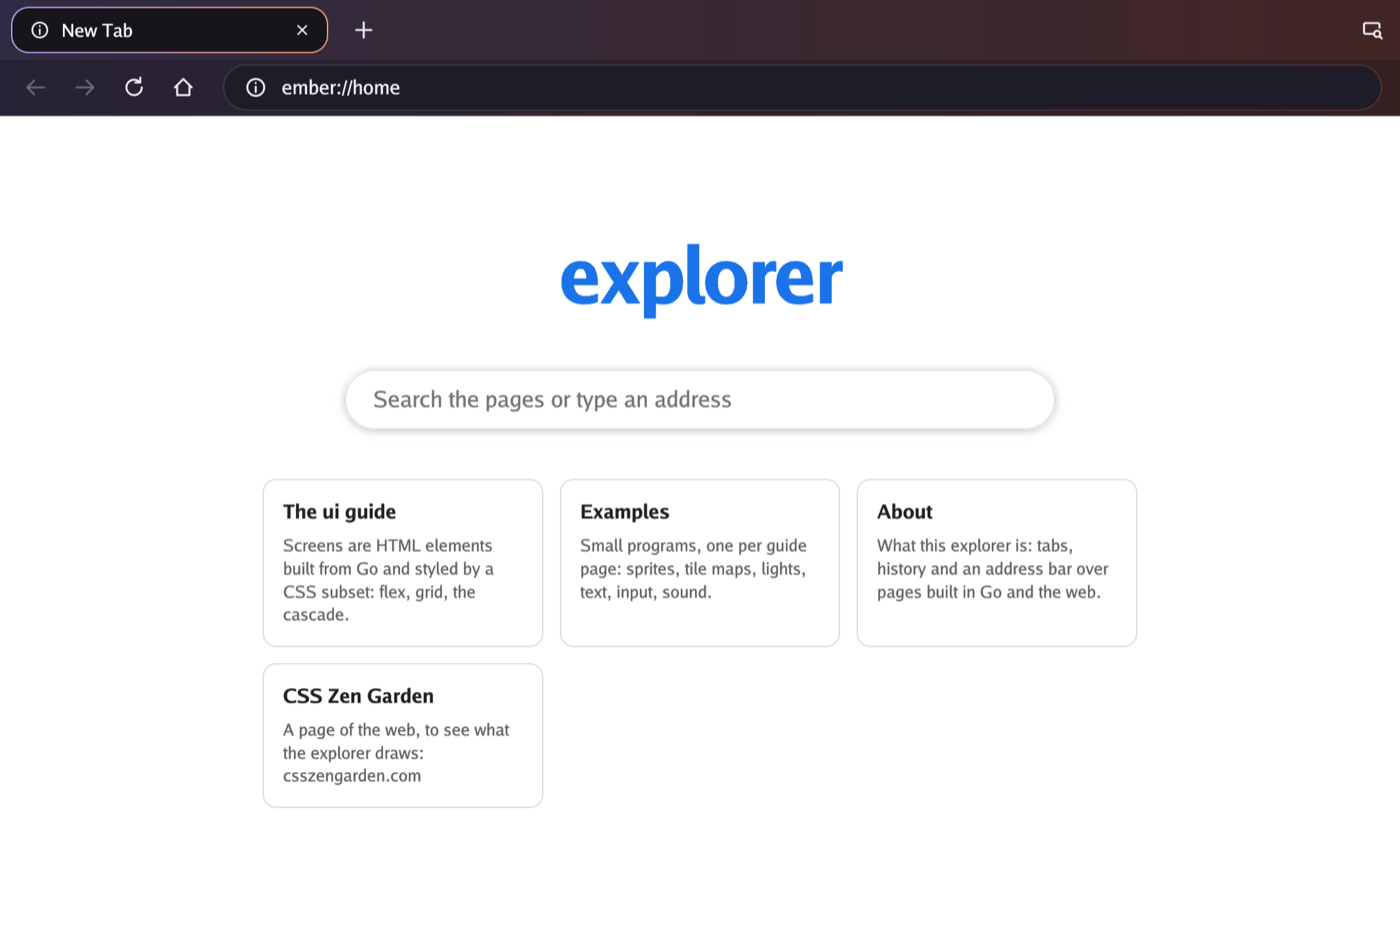 New Tab
ember://home
explorer
Search the pages or type an address
The ui guide
Screens are HTML elements
built from Go and styled by a
CSS subset: flex, grid, the
cascade.
Examples
Small programs, one per guide
page: sprites, tile maps, lights,
text, input, sound.
About
What this explorer is: tabs,
history and an address bar over
pages built in Go and the web.
CSS Zen Garden
A page of the web, to see what
the explorer draws:
csszengarden.com